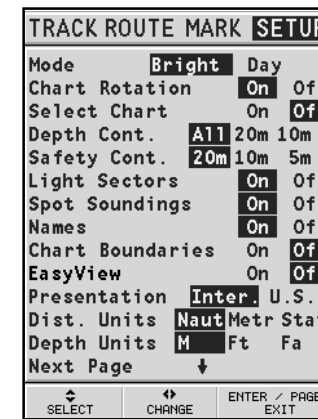 TRACK ROUTE MARK SETUP
Mode Bright Day
Chart Rotation On Of
Select Chart On Of
Depth Cont. All 20m 10m
Safety Cont. 20m 10m 5m
Light Sectors On Of
Spot Soundings On Of
Names On Of
Chart Boundaries On Of
EasyView On Of
Presentation Inter. U.S.
Dist. Units Naut Metr Sta
Depth Units M Ft Fa
Next Page ↓
SELECT CHANGE ENTER / PAGE
EXIT